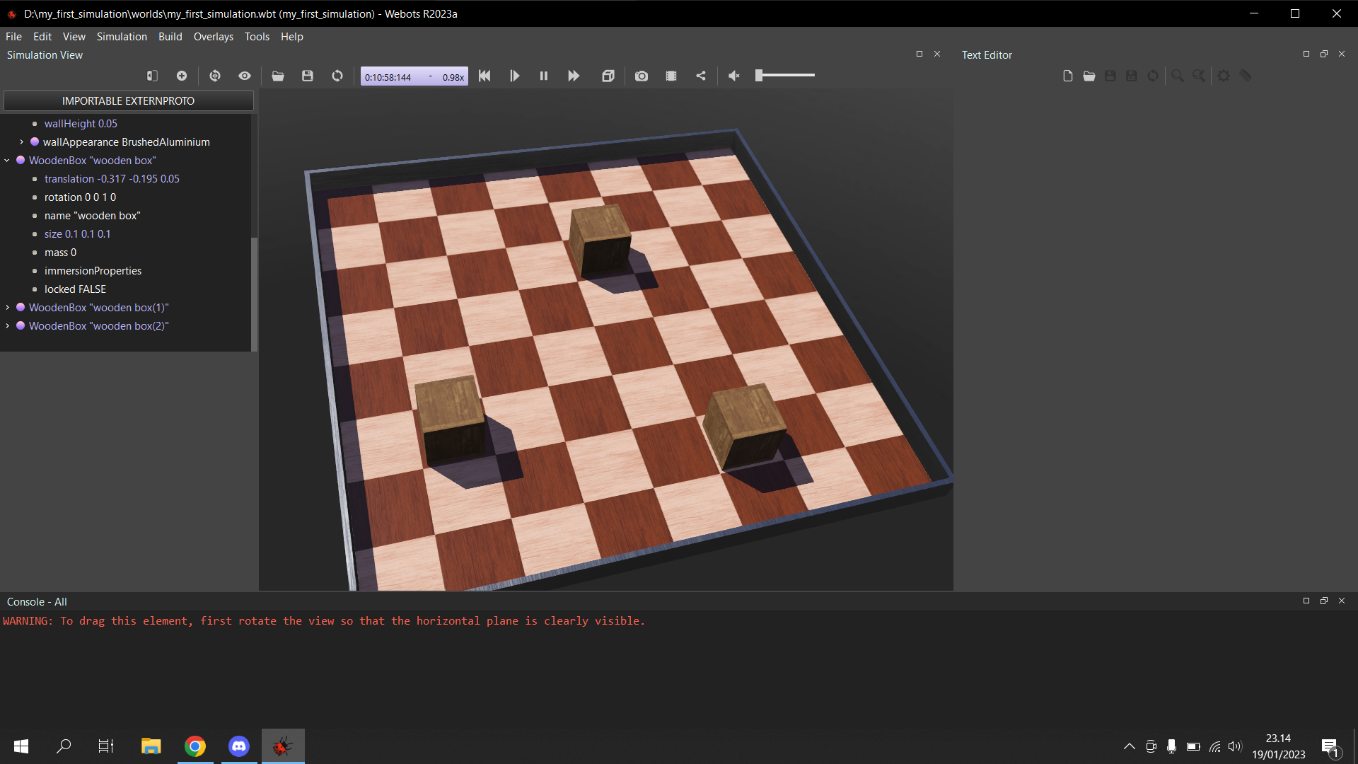 D:\my_first_simulation\worlds\my_first_simulation.wbt (my_first_simulation) - Webots R2023a
File Edit View Simulation Build Overlays Tools Help
Simulation View
Text Editor
0:10:58:144 - 0.98x
IMPORTABLE EXTERNPROTO
wallHeight 0.05
wallAppearance BrushedAluminium
WoodenBox "wooden box"
translation -0.317 -0.195 0.05
rotation 0 0 1 0
name "wooden box"
size 0.1 0.1 0.1
mass 0
immersionProperties
locked FALSE
WoodenBox "wooden box(1)"
WoodenBox "wooden box(2)"
Console - All
WARNING: To drag this element, first rotate the view so that the horizontal plane is clearly visible.
23.14
19/01/2023
1